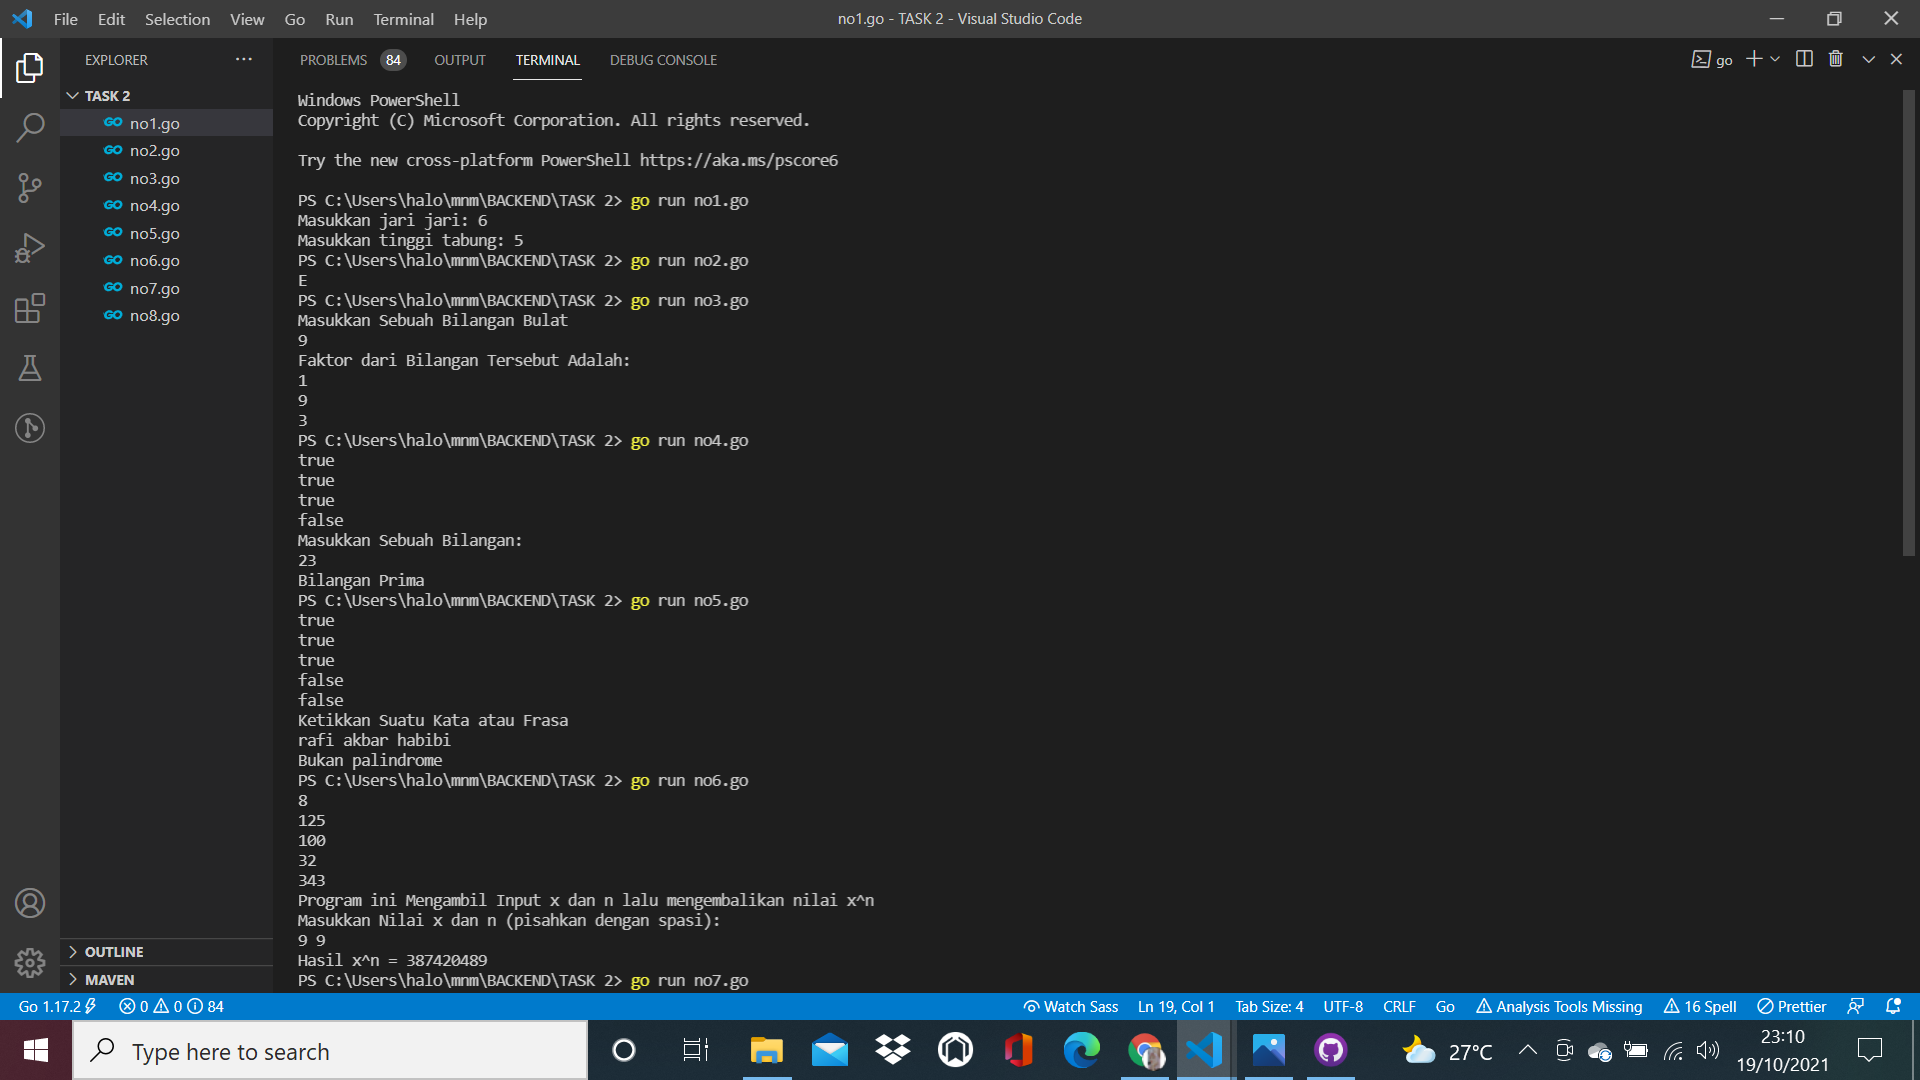 File Edit Selection View Go Run Terminal Help
no1.go - TASK 2 - Visual Studio Code
EXPLORER
TASK 2
GO no1.go
GO no2.go
GO no3.go
GO no4.go
GO no5.go
GO no6.go
GO no7.go
GO no8.go
OUTLINE
MAVEN
PROBLEMS 84 OUTPUT TERMINAL DEBUG CONSOLE
go
Windows PowerShell
Copyright (C) Microsoft Corporation. All rights reserved.
Try the new cross-platform PowerShell https://aka.ms/pscore6
PS C:\Users\halo\mnm\BACKEND\TASK 2> go run no1.go
Masukkan jari jari: 6
Masukkan tinggi tabung: 5
PS C:\Users\halo\mnm\BACKEND\TASK 2> go run no2.go
E
PS C:\Users\halo\mnm\BACKEND\TASK 2> go run no3.go
Masukkan Sebuah Bilangan Bulat
9
Faktor dari Bilangan Tersebut Adalah:
1
9
3
PS C:\Users\halo\mnm\BACKEND\TASK 2> go run no4.go
true
true
true
false
Masukkan Sebuah Bilangan:
23
Bilangan Prima
PS C:\Users\halo\mnm\BACKEND\TASK 2> go run no5.go
true
true
true
false
false
Ketikkan Suatu Kata atau Frasa
rafi akbar habibi
Bukan palindrome
PS C:\Users\halo\mnm\BACKEND\TASK 2> go run no6.go
8
125
100
32
343
Program ini Mengambil Input x dan n lalu mengembalikan nilai x^n
Masukkan Nilai x dan n (pisahkan dengan spasi):
9 9
Hasil x^n = 387420489
PS C:\Users\halo\mnm\BACKEND\TASK 2> go run no7.go
Go 1.17.2 0 0 84 Watch Sass Ln 19, Col 1 Tab Size: 4 UTF-8 CRLF Go Analysis Tools Missing 16 Spell Prettier
Type here to search
27°C
23:10
19/10/2021